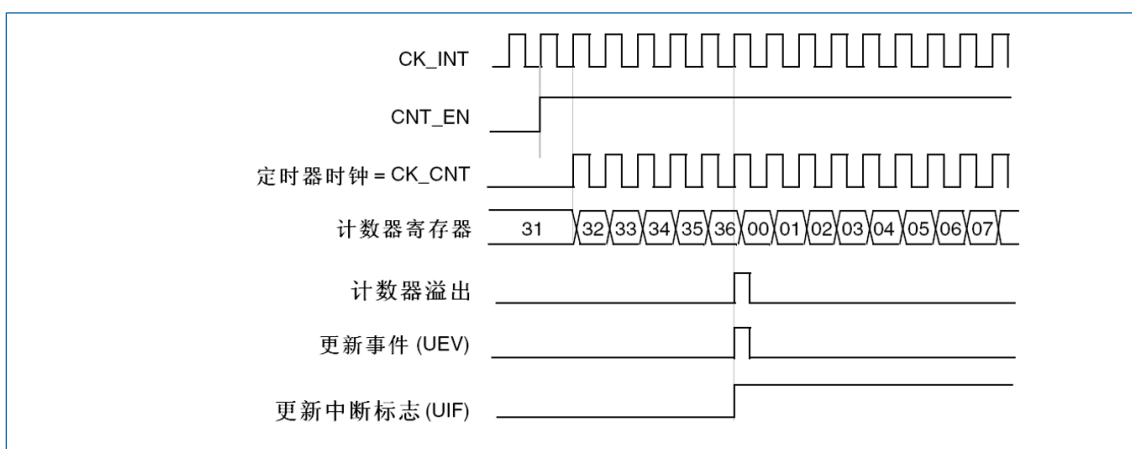 CK_INT
CNT_EN
定时器时钟 = CK_CNT
计数器寄存器 31 32 33 34 35 36 00 01 02 03 04 05 06 07
计数器溢出
更新事件 (UEV)
更新中断标志 (UIF)